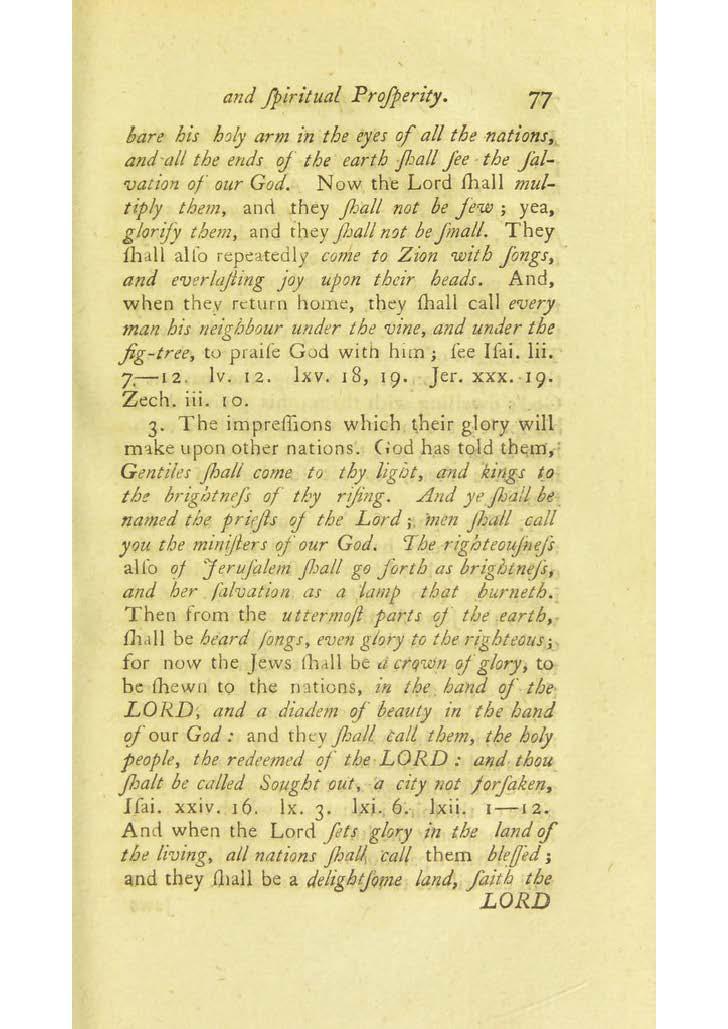 and ſpiritual Proſperity. 77
bare his holy arm in the eyes of all the nations,
and all the ends of the earth ſhall ſee the ſal-
vation of our God. Now the Lord ſhall mul-
tiply them, and they ſhall not be few; yea,
glorify them, and they ſhall not be ſmall. They
ſhall alſo repeatedly come to Zion with ſongs,
and everlaſting joy upon their heads. And,
when they return home, they ſhall call every
man his neighbour under the vine, and under the
fig-tree, to praiſe God with him; ſee Iſai. lii.
7,—12. lv. 12. lxv. 18, 19. Jer. xxx. 19.
Zech. iii. 10.
3. The impreſſions which their glory will
make upon other nations. God has told them,
Gentiles ſhall come to thy light, and kings to
the brightneſs of thy riſing. And ye ſhall be
named the prieſts of the Lord; men ſhall call
you the miniſters of our God. The righteouſneſs
alſo of Jeruſalem ſhall go forth as brightneſs,
and her ſalvation as a lamp that burneth.
Then from the uttermoſt parts of the earth,
ſhall be heard ſongs, even glory to the righteous;
for now the Jews ſhall be a crown of glory, to
be ſhewn to the nations, in the hand of the
LORD, and a diadem of beauty in the hand
of our God: and they ſhall call them, the holy
people, the redeemed of the LORD: and thou
ſhalt be called Sought out, a city not forſaken,
Iſai. xxiv. 16. lx. 3. lxi. 6. lxii. 1—12.
And when the Lord ſets glory in the land of
the living, all nations ſhall call them bleſſed;
and they ſhall be a delightſome land, ſaith the
LORD